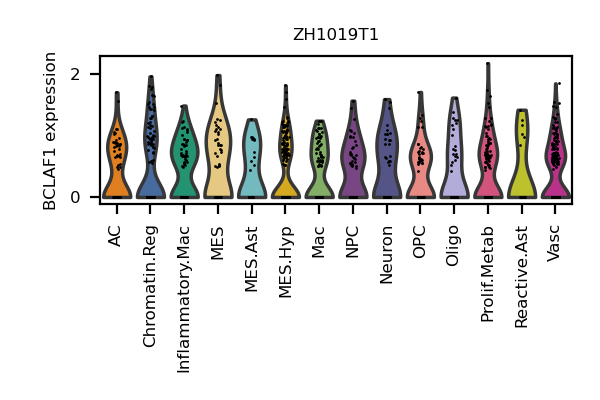 ZH1019T1
BCLAF1 expression
2
0
AC
Chromatin.Reg
Inflammatory.Mac
MES
MES.Ast
MES.Hyp
Mac
NPC
Neuron
OPC
Oligo
Prolif.Metab
Reactive.Ast
Vasc